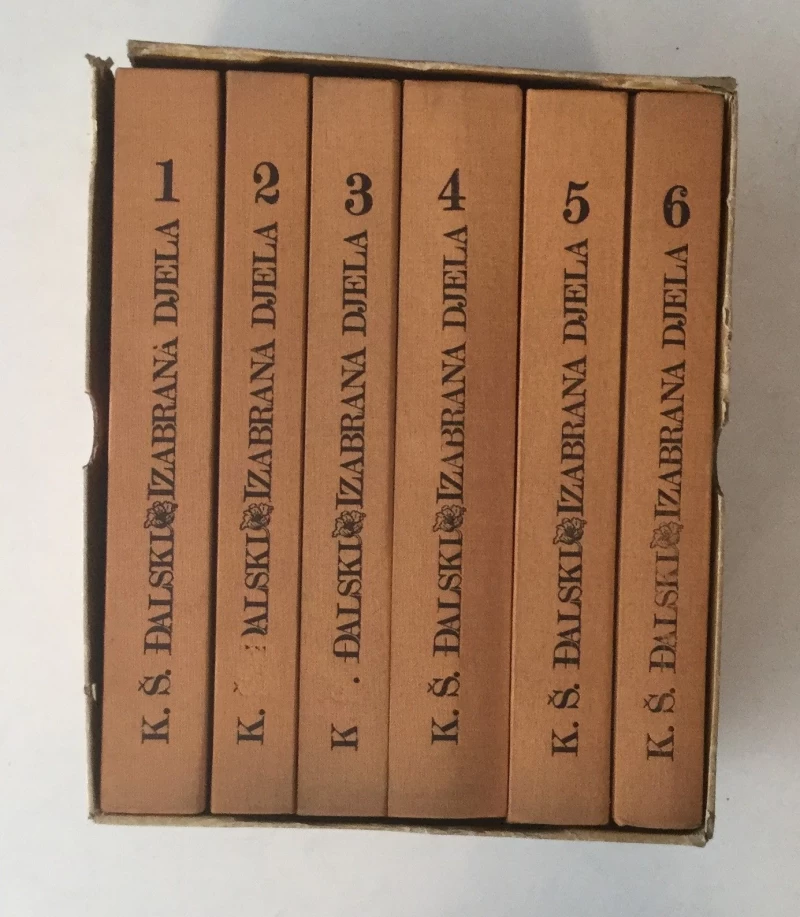 K. Š. ĐALSKI IZABRANA DJELA 1
K. ALSKI IZABRANA DJELA 2
K . ĐALSKI IZABRANA DJELA 3
K. Š. ĐALSKI IZABRANA DJELA 4
K. Š. ĐALSKI IZABRANA DJELA 5
K. Š. ĐALSKI IZABRANA DJELA 6